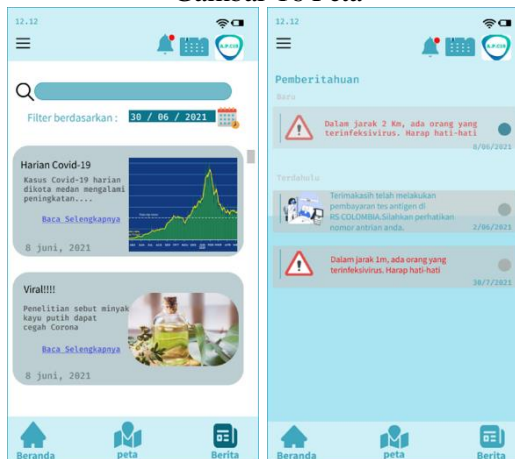 Gambar 16 Peta
12.12
Filter berdasarkan : 30 / 06 / 2021
Harian Covid-19
Kasus Covid-19 harian
dikota medan mengalami
peningkatan....
Baca Selengkapnya
8 juni, 2021
Viral!!!!
Penelitian sebut minyak
kayu putih dapat
cegah Corona
Baca Selengkapnya
8 juni, 2021
Beranda
peta
Berita
12.12
Pemberitahuan
Baru
Dalam jarak 2 Km, ada orang yang
terinfeksivirus. Harap hati-hati
8/06/2021
Terdahulu
Terimakasih telah melakukan
pembayaran tes antigen di
RS COLOMBIA.Silahkan perhatikan
nomor antrian anda.
2/06/2021
Dalam jarak 1m, ada orang yang
terinfeksivirus. Harap hati-hati
30/7/2021
Beranda
peta
Berita